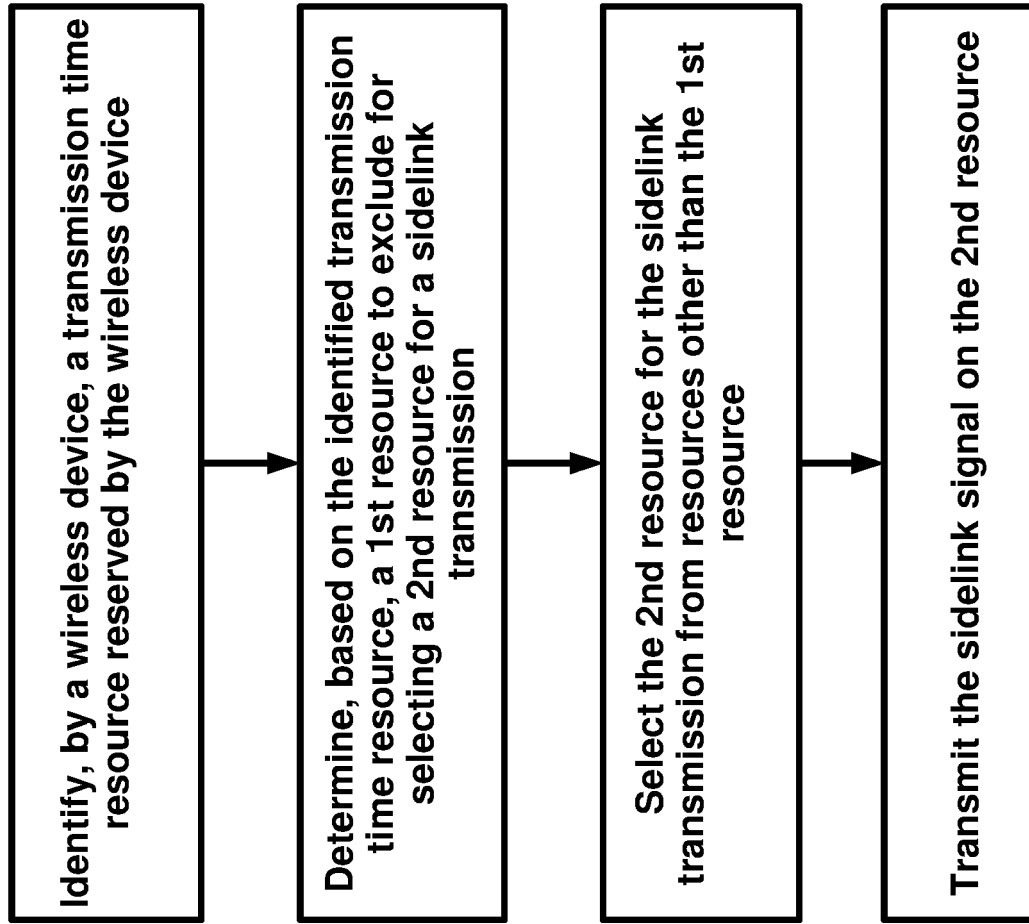 Identify, by a wireless device, a transmission time
resource reserved by the wireless device
Determine, based on the identified transmission
time resource, a 1st resource to exclude for
selecting a 2nd resource for a sidelink
transmission
Select the 2nd resource for the sidelink
transmission from resources other than the 1st
resource
Transmit the sidelink signal on the 2nd resource